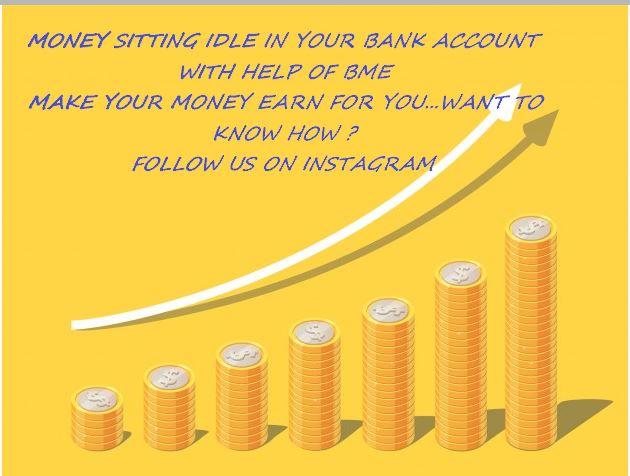 MONEY SITTING IDLE IN YOUR BANK ACCOUNT
WITH HELP OF BME
MAKE YOUR MONEY EARN FOR YOU...WANT TO
KNOW HOW ?
FOLLOW US ON INSTAGRAM